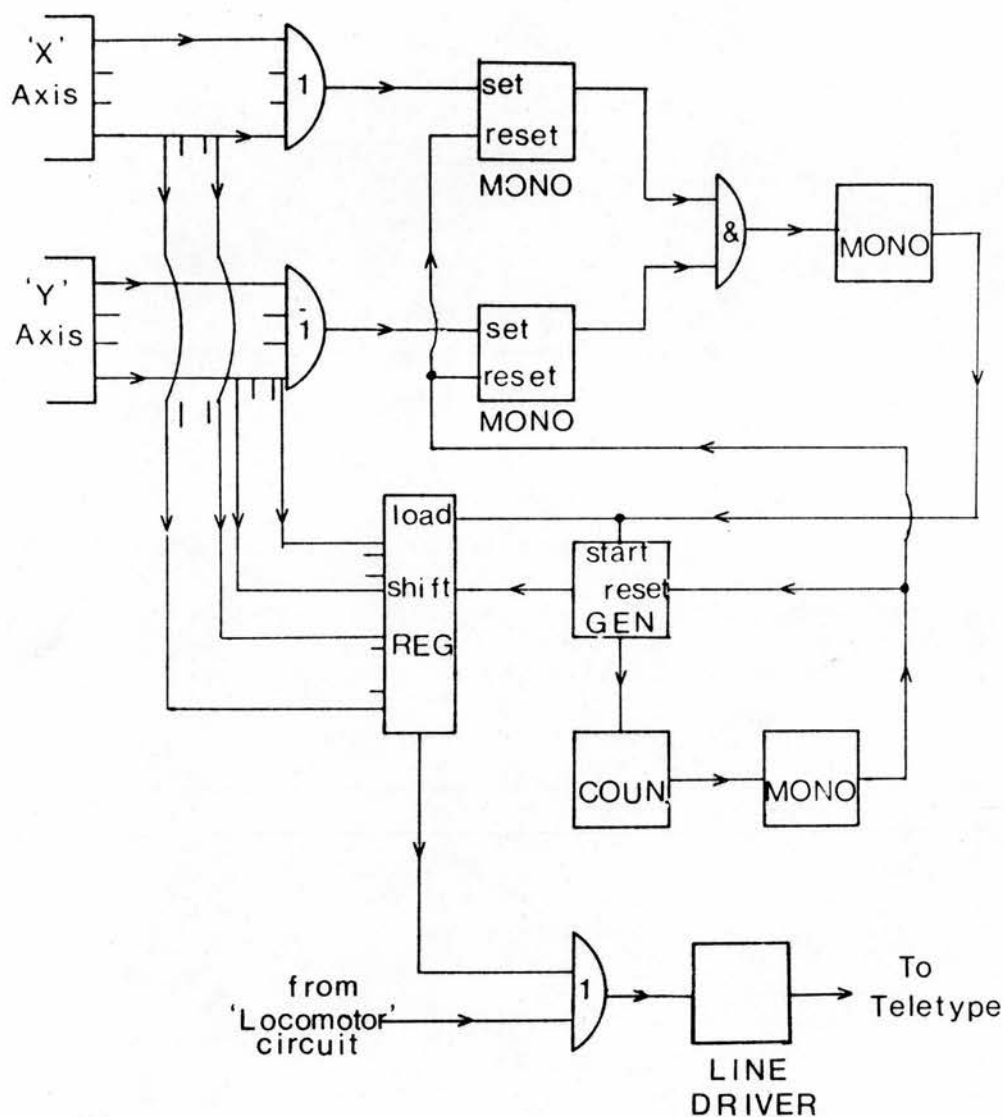 'X'
Axis
1
set
reset
MONO
&
MONO
'Y'
Axis
1
set
reset
MONO
load
shift
REG
start
reset
GEN
COUN.
MONO
from
'Locomotor'
circuit
1
LINE
DRIVER
To
Teletype